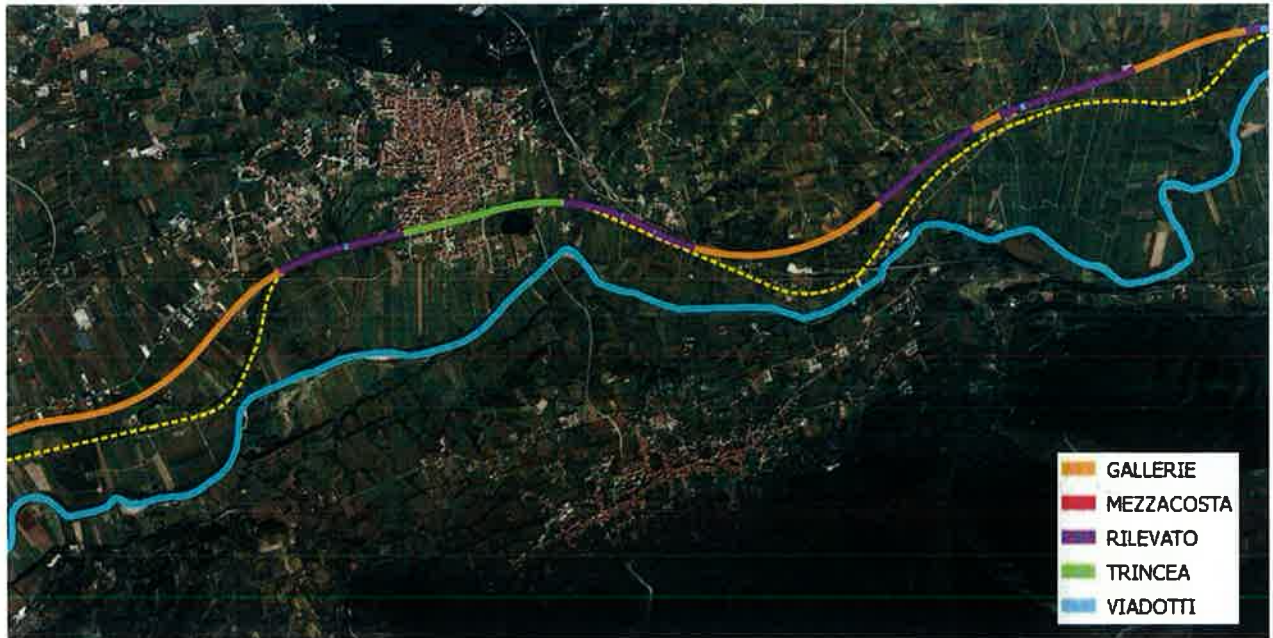 GALLERIE
MEZZACOSTA
RILEVATO
TRINCEA
VIADOTTI